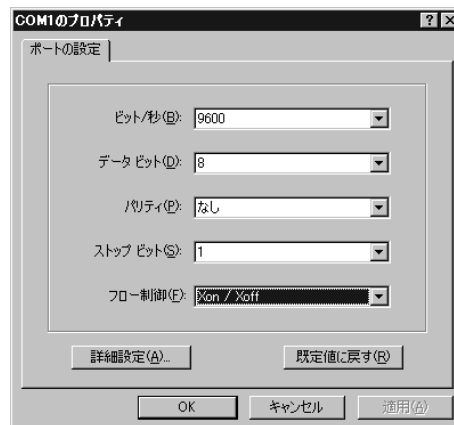 COM1のプロパティ
ポートの設定
ビット/秒(B): 9600
データ ビット(D): 8
パリティ(P): なし
ストップ ビット(S): 1
フロー制御(F): Xon / Xoff
詳細設定(A)... 既定値に戻す(R)
OK キャンセル 適用(A)